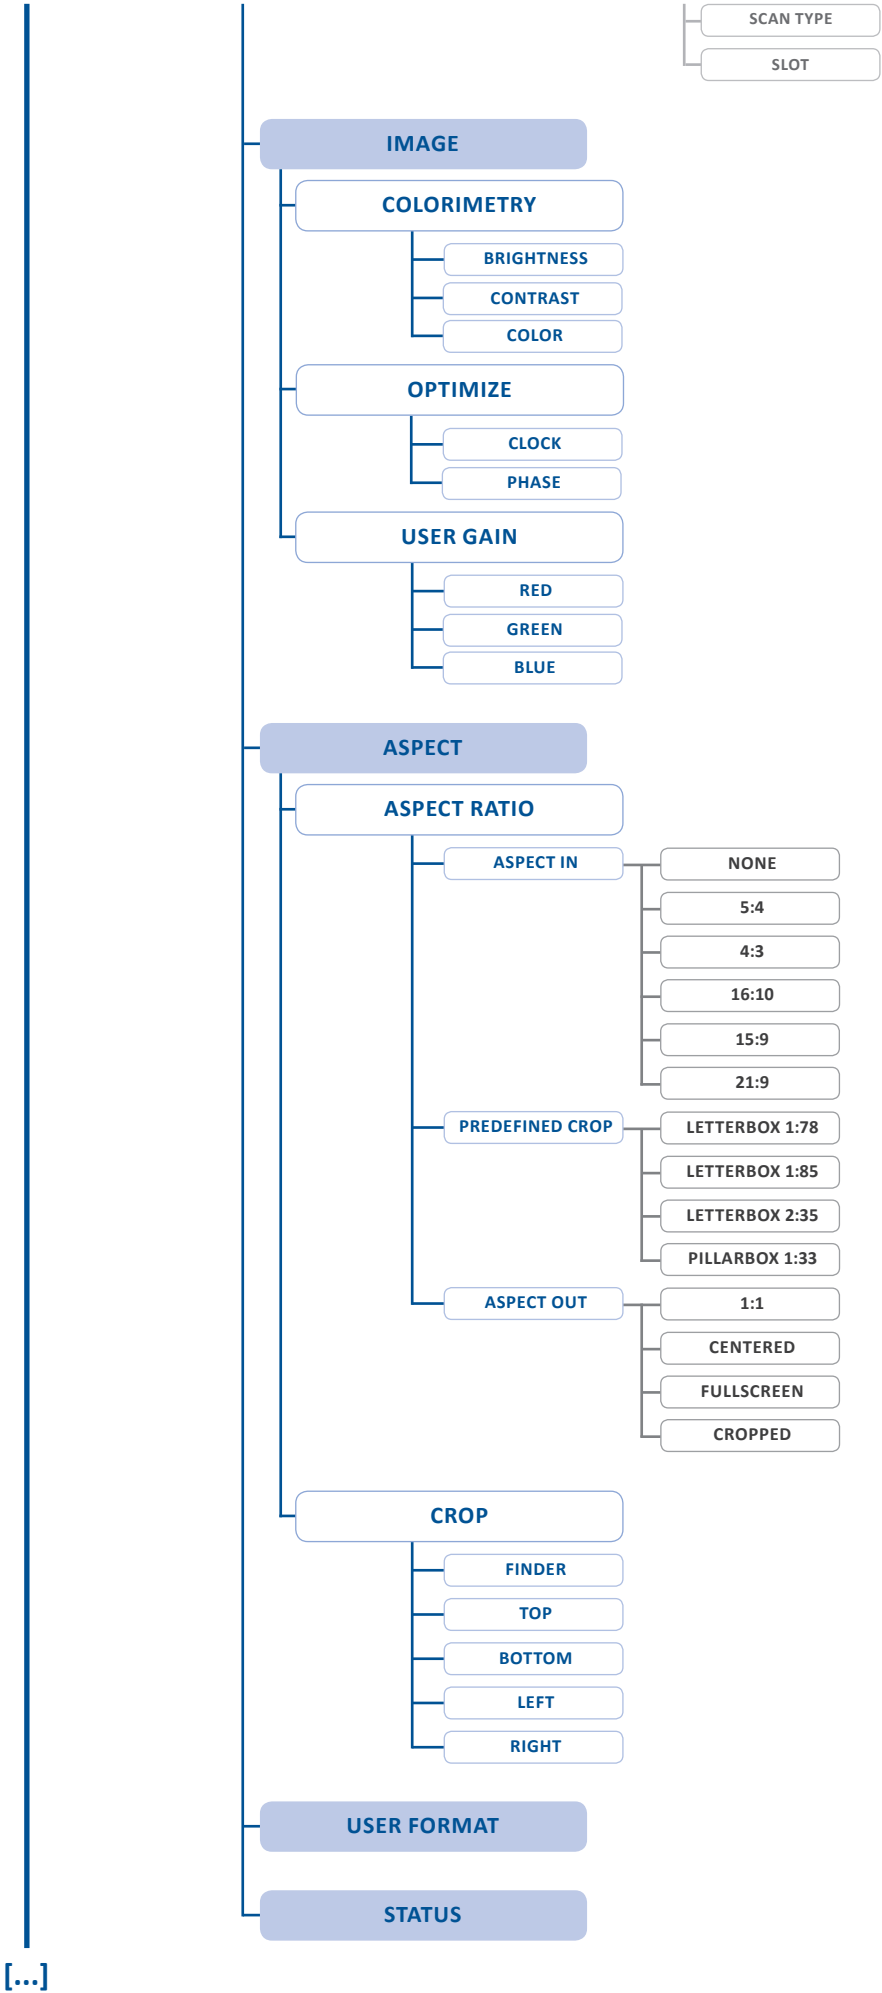 SCAN TYPE
SLOT
IMAGE
COLORIMETRY
BRIGHTNESS
CONTRAST
COLOR
OPTIMIZE
CLOCK
PHASE
USER GAIN
RED
GREEN
BLUE
ASPECT
ASPECT RATIO
ASPECT IN
NONE
5:4
4:3
16:10
15:9
21:9
PREDEFINED CROP
LETTERBOX 1:78
LETTERBOX 1:85
LETTERBOX 2:35
PILLARBOX 1:33
ASPECT OUT
1:1
CENTERED
FULLSCREEN
CROPPED
CROP
FINDER
TOP
BOTTOM
LEFT
RIGHT
USER FORMAT
STATUS
[...]